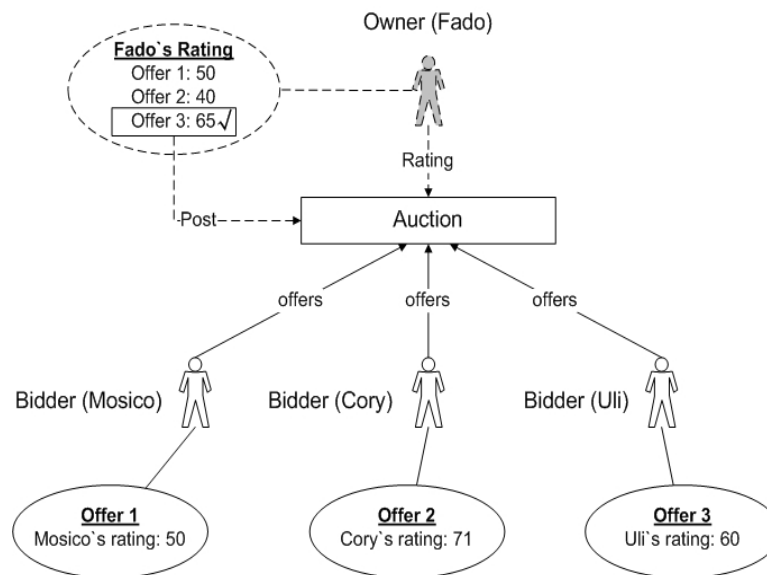 Owner (Fado)
Fado`s Rating
Offer 1: 50
Offer 2: 40
Offer 3: 65√
Rating
Post
Auction
offers
offers
offers
Bidder (Mosico)
Bidder (Cory)
Bidder (Uli)
Offer 1
Mosico`s rating: 50
Offer 2
Cory`s rating: 71
Offer 3
Uli`s rating: 60